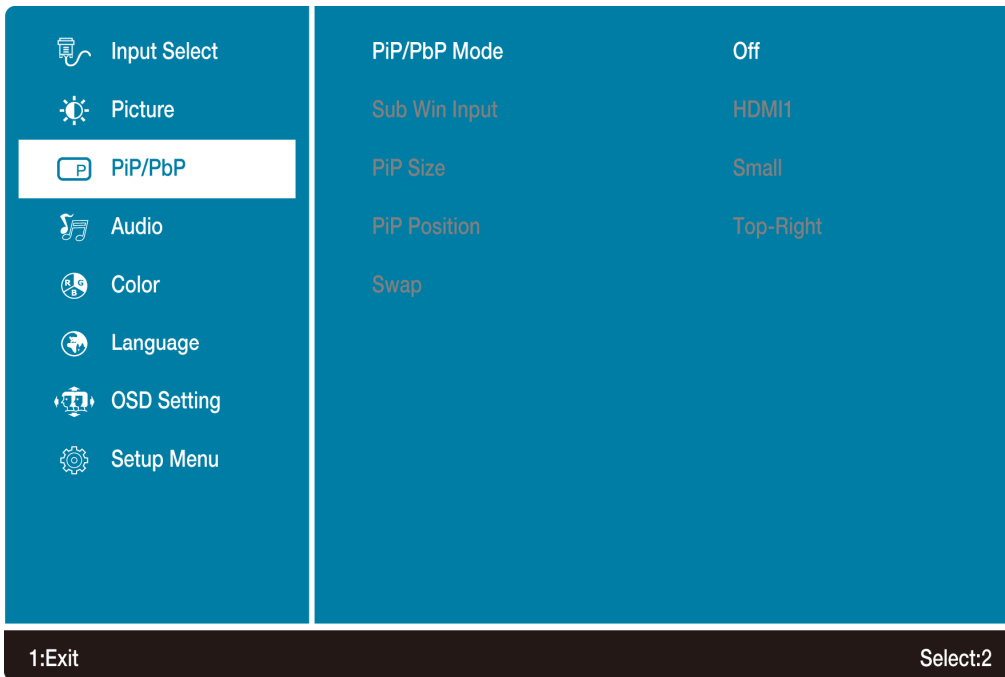 Input Select
Picture
P PiP/PbP
Audio
R G B Color
Language
OSD Setting
Setup Menu
PiP/PbP Mode Off
Sub Win Input HDMI1
PiP Size Small
PiP Position Top-Right
Swap
1:Exit Select:2